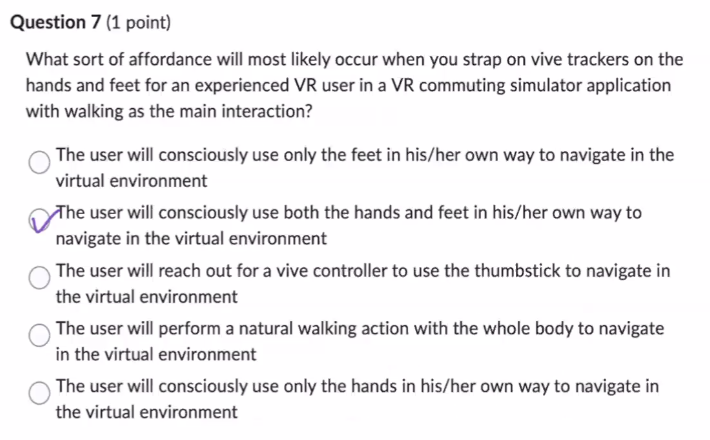 Question 7 (1 point)
What sort of affordance will most likely occur when you strap on vive trackers on the
hands and feet for an experienced VR user in a VR commuting simulator application
with walking as the main interaction?
The user will consciously use only the feet in his/her own way to navigate in the
virtual environment
The user will consciously use both the hands and feet in his/her own way to
navigate in the virtual environment
The user will reach out for a vive controller to use the thumbstick to navigate in
the virtual environment
The user will perform a natural walking action with the whole body to navigate
in the virtual environment
The user will consciously use only the hands in his/her own way to navigate in
the virtual environment